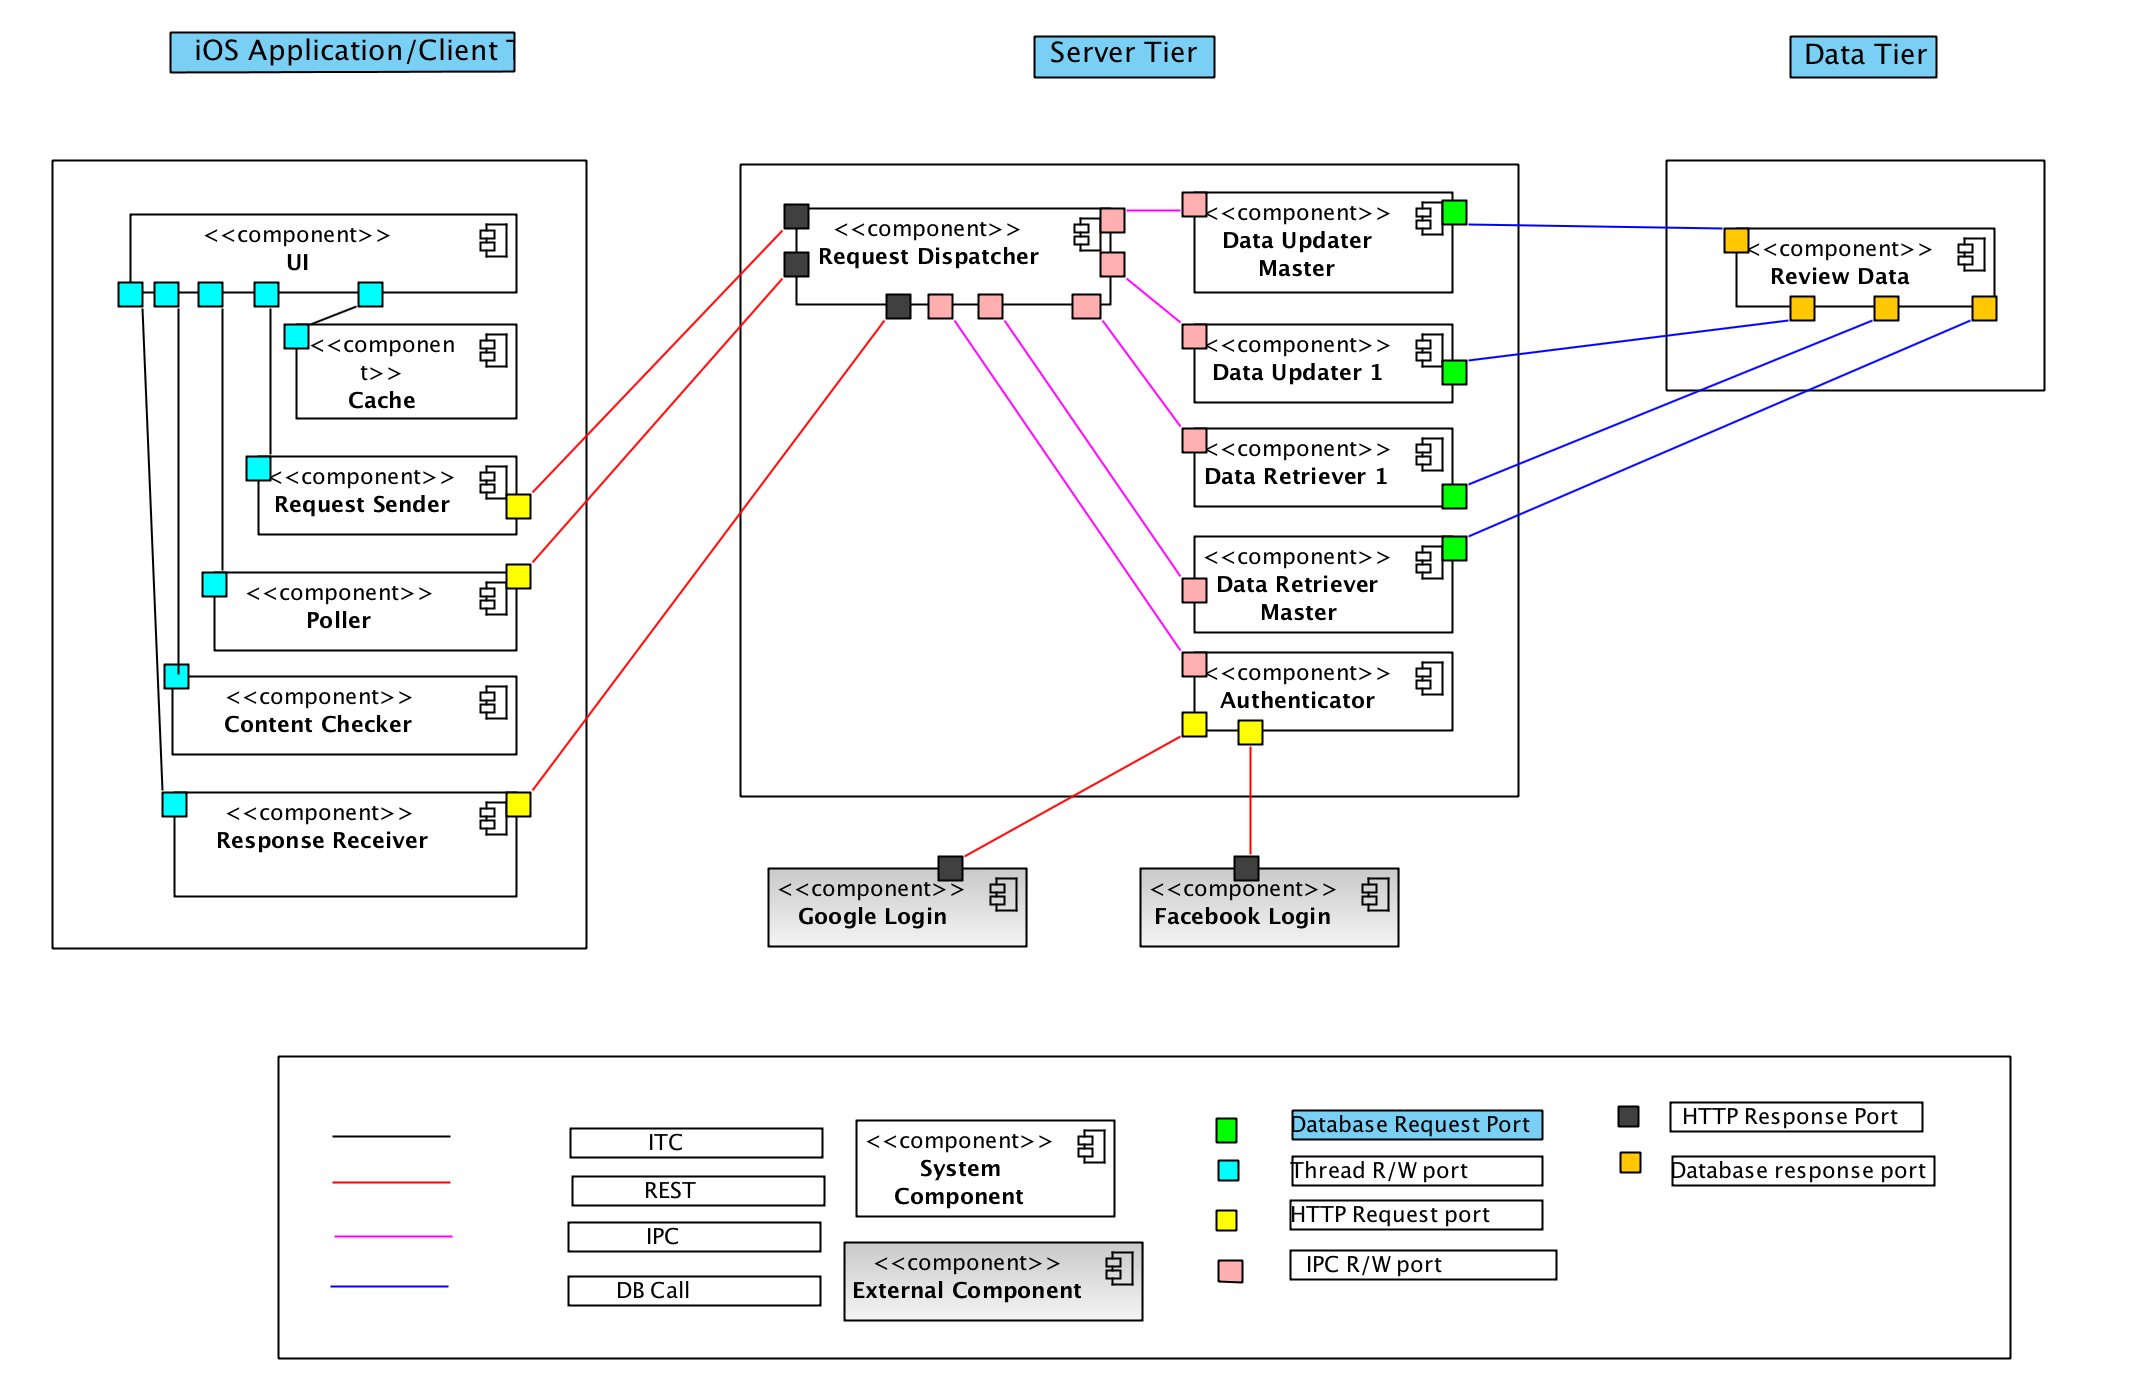 iOS Application/Client
Server Tier
Data Tier
<<component>>
UI
<<componen
t>>
Cache
<<component>>
Request Sender
<<component>>
Poller
<<component>>
Content Checker
<<component>>
Response Receiver
<<component>>
Request Dispatcher
<<component>>
Data Updater
Master
<<component>>
Data Updater 1
<<component>>
Data Retriever 1
<<component>>
Data Retriever
Master
<<component>>
Authenticator
<<component>>
Google Login
<<component>>
Facebook Login
<<component>>
Review Data
ITC
REST
IPC
DB Call
<<component>>
System
Component
<<component>>
External Component
Database Request Port
Thread R/W port
HTTP Request port
IPC R/W port
HTTP Response Port
Database response port